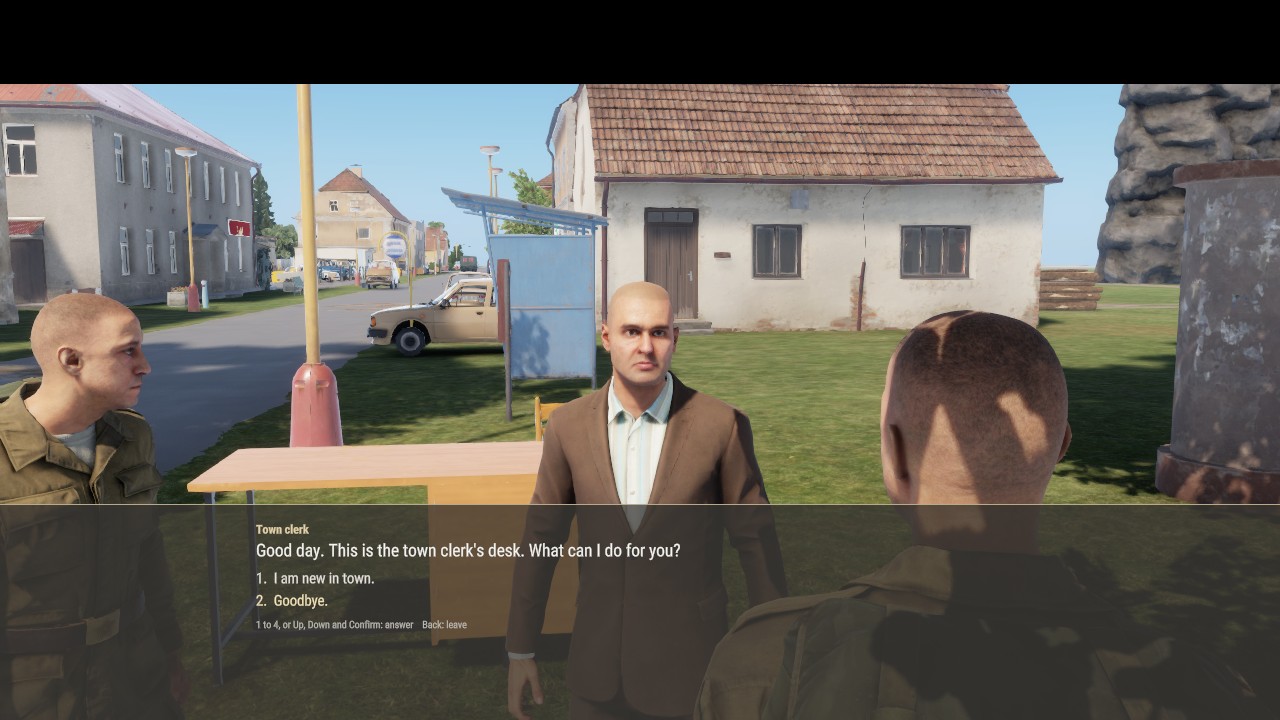 Town clerk
Good day. This is the town clerk's desk. What can I do for you?
1. I am new in town.
2. Goodbye.
1 to 4, or Up, Down and Confirm: answer Back: leave